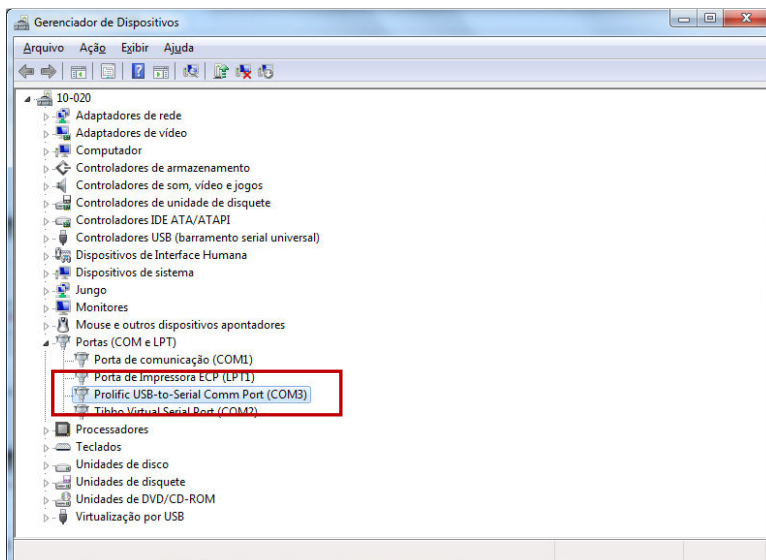 Gerenciador de Dispositivos
Arquivo Ação Exibir Ajuda
10-020
Adaptadores de rede
Adaptadores de vídeo
Computador
Controladores de armazenamento
Controladores de som, vídeo e jogos
Controladores de unidade de disquete
Controladores IDE ATA/ATAPI
Controladores USB (barramento serial universal)
Dispositivos de Interface Humana
Dispositivos de sistema
Jungo
Monitores
Mouse e outros dispositivos apontadores
Portas (COM e LPT)
Porta de comunicação (COM1)
Porta de Impressora ECP (LPT1)
Prolific USB-to-Serial Comm Port (COM3)
Tibbo Virtual Serial Port (COM2)
Processadores
Teclados
Unidades de disco
Unidades de disquete
Unidades de DVD/CD-ROM
Virtualização por USB